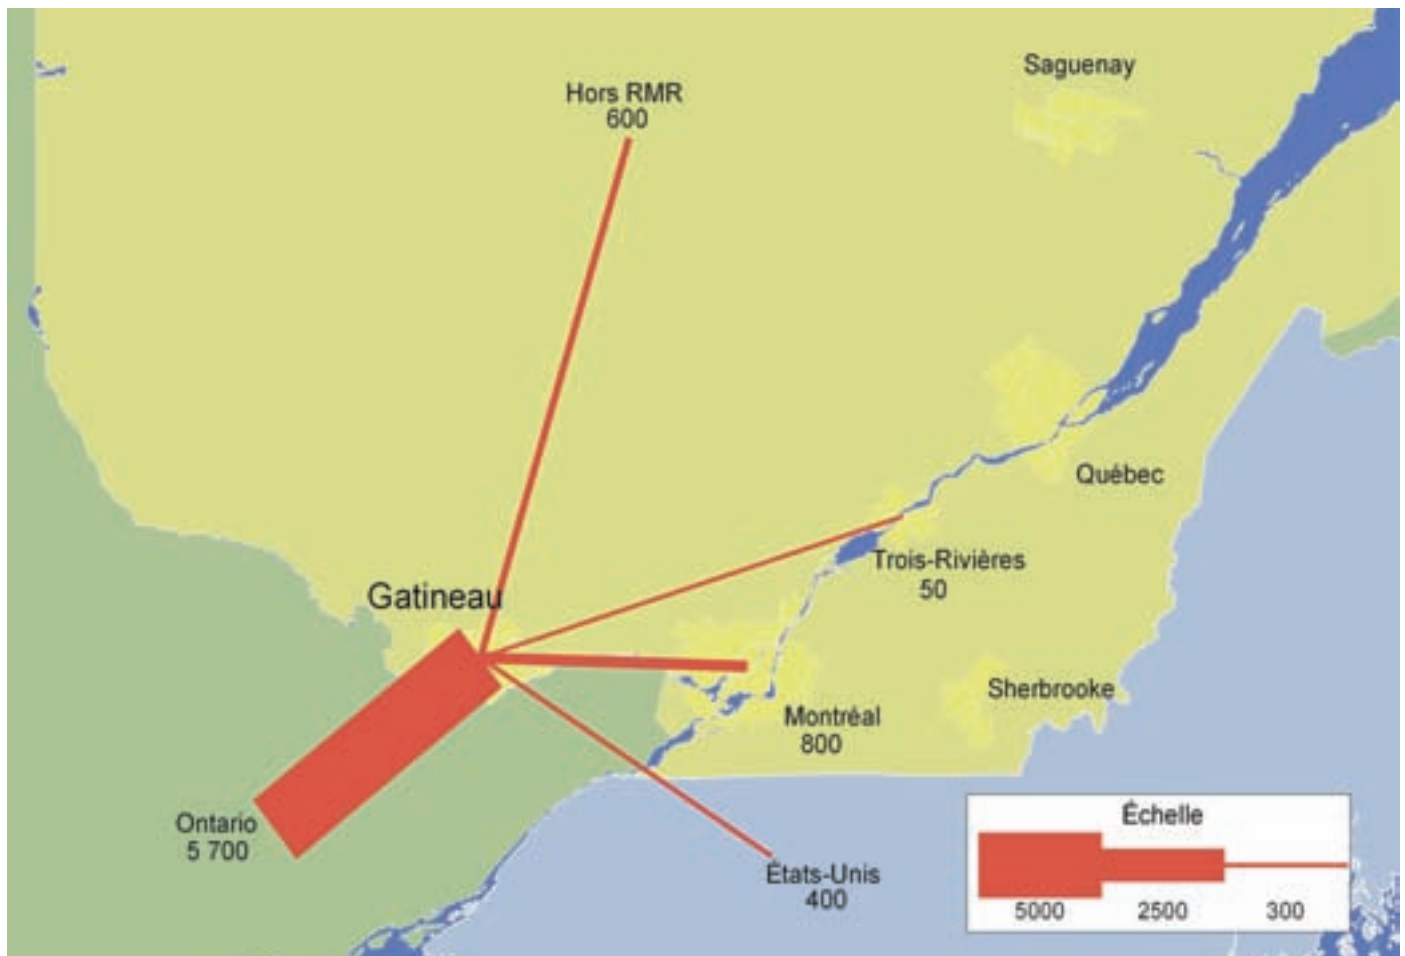 Saguenay
Hors RMR
600
Québec
Trois-Rivières
50
Gatineau
Sherbrooke
Montréal
800
Ontario
5 700
États-Unis
400
Échelle
5000 2500 300